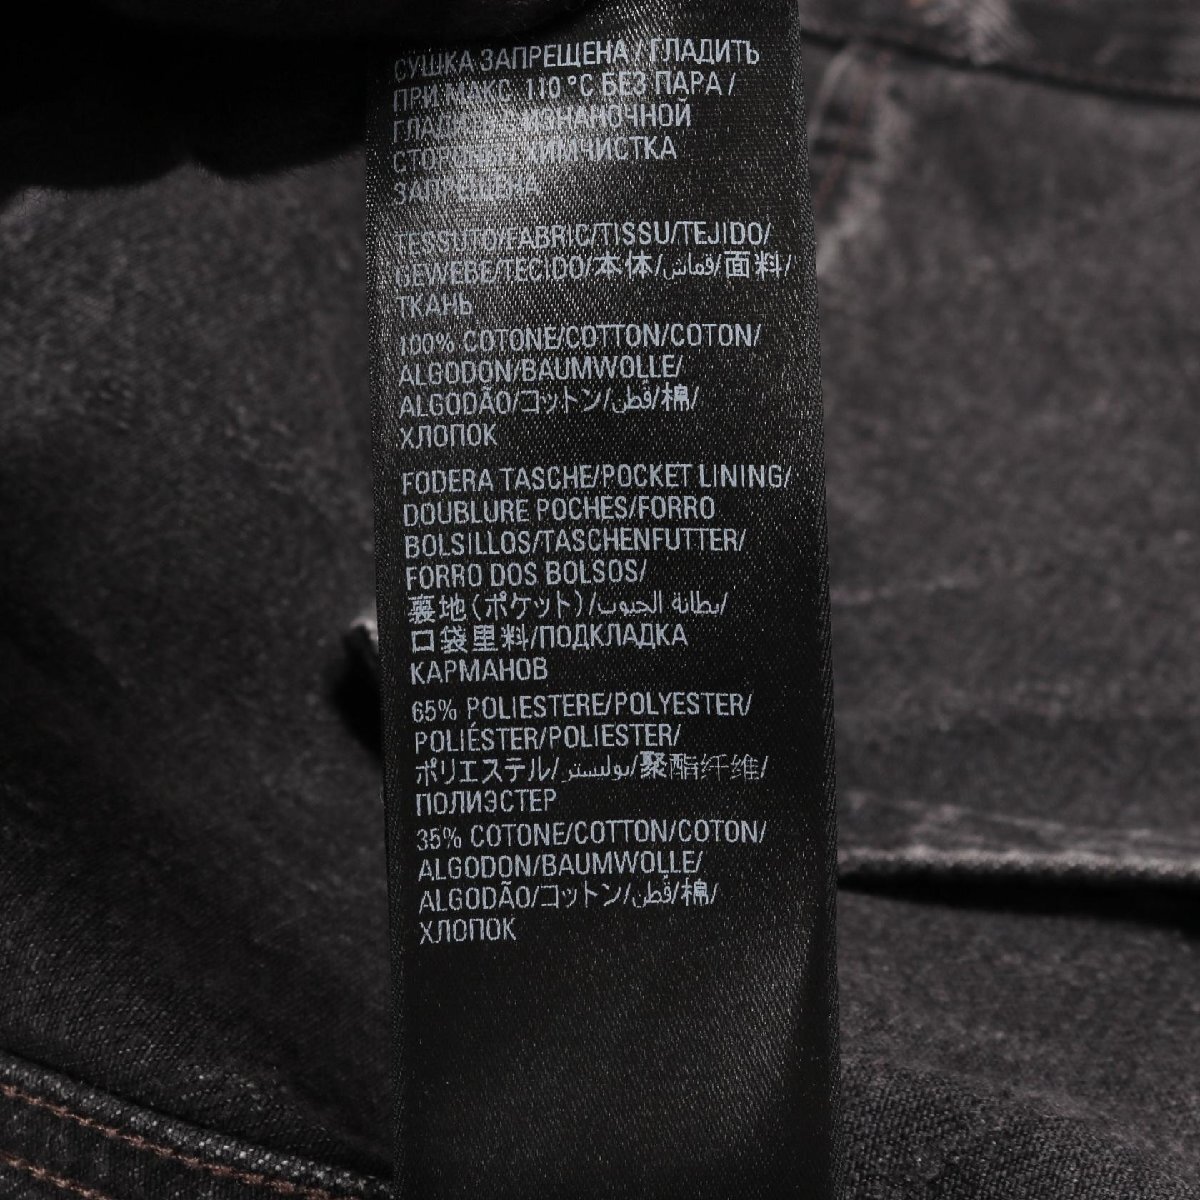 СУШКА ЗАПРЕЩЕНА / ГЛАДИТЬ
ПРИ МАКС. 110 °C БЕЗ ПАРА /
ГЛАДИТЬ С ИЗНАНОЧНОЙ
СТОРОНЫ / ХИМЧИСТКА
ЗАПРЕЩЕНА
TESSUTO/FABRIC/TISSU/TEJIDO/
GEWEBE/TECIDO/本体/قماش/面料/
ТКАНЬ
100% COTONE/COTTON/COTON/
ALGODON/BAUMWOLLE/
ALGODÃO/コットン/قطن/棉/
ХЛОПОК
FODERA TASCHE/POCKET LINING/
DOUBLURE POCHES/FORRO
BOLSILLOS/TASCHENFUTTER/
FORRO DOS BOLSOS/
裏地(ポケット)/بطانة الجيوب/
口袋里料/ПОДКЛАДКА
КАРМАНОВ
65% POLIESTERE/POLYESTER/
POLIÉSTER/POLIESTER/
ポリエステル/بوليستر/聚酯纤维/
ПОЛИЭСТЕР
35% COTONE/COTTON/COTON/
ALGODON/BAUMWOLLE/
ALGODÃO/コットン/قطن/棉/
ХЛОПОК